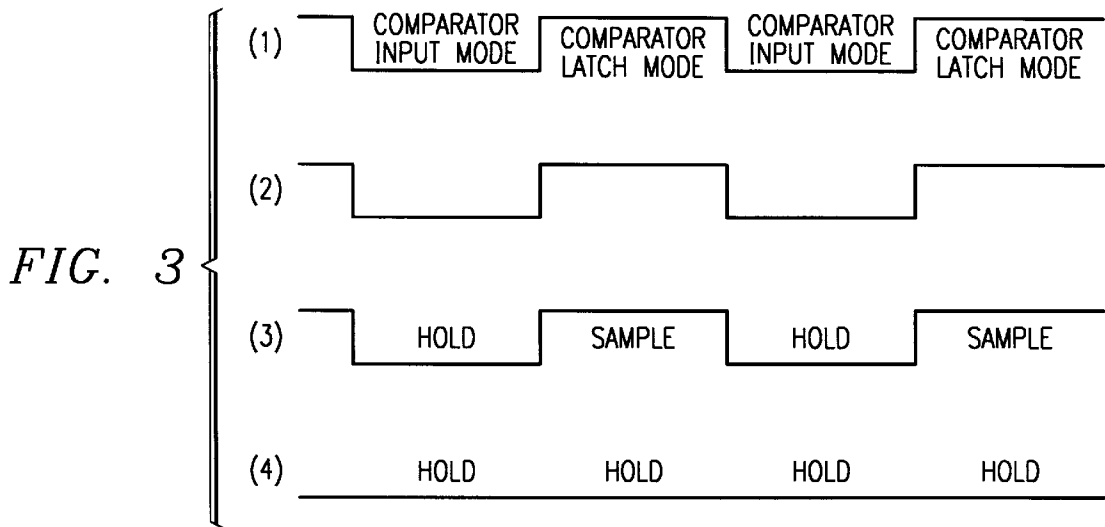 FIG. 3
(1)
COMPARATOR
INPUT MODE
COMPARATOR
LATCH MODE
COMPARATOR
INPUT MODE
COMPARATOR
LATCH MODE
(2)
(3) HOLD SAMPLE HOLD SAMPLE
(4) HOLD HOLD HOLD HOLD